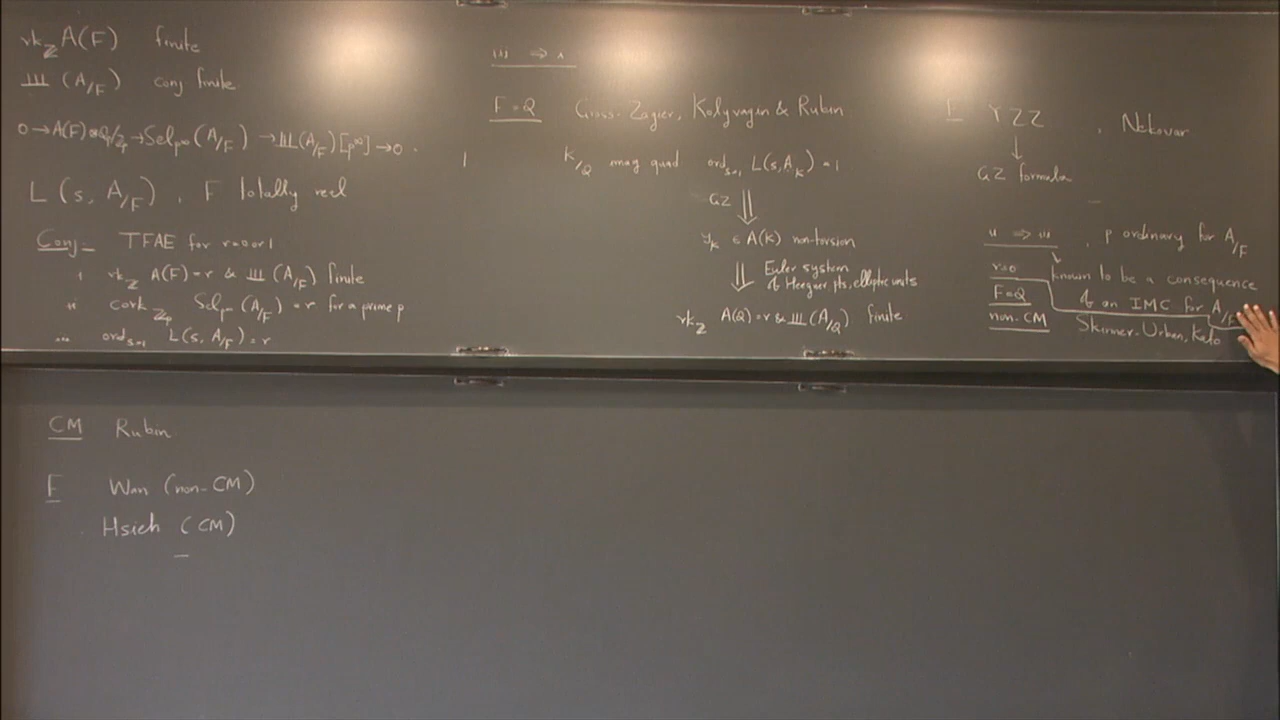 rk_Z A(F) finite
Ш(A/F) conj finite
0 → A(F)⊗Q_p/Z_p → Sel_p^∞(A/F) → Ш(A/F)[p^∞] → 0 .
L(s, A/F) , F totally real
Conj- TFAE for r=0 or 1
i rk_Z A(F)=r & Ш(A/F) finite
ii cork_Z_p Sel_p^∞(A/F)=r for a prime p
iii ord_s=1 L(s, A/F)=r
iii ⇒ i
F=Q Gross-Zagier, Kolyvagin & Rubin
1 K/Q imag quad ord_s=1 L(s,A_K)=1
GZ ⇓
y_K ∈ A(K) non-torsion
⇓ Euler system
of Heegner pts, elliptic units
rk_Z A(Q)=r & Ш(A/Q) finite
F YZZ , Nekovar
↓
GZ formula
ii ⇒ iii , p ordinary for A/F
r=0 known to be a consequence
F=Q of an IMC for A/F
non-CM Skinner-Urban, Kato
CM Rubin
F Wan (non-CM)
Hsieh (CM)